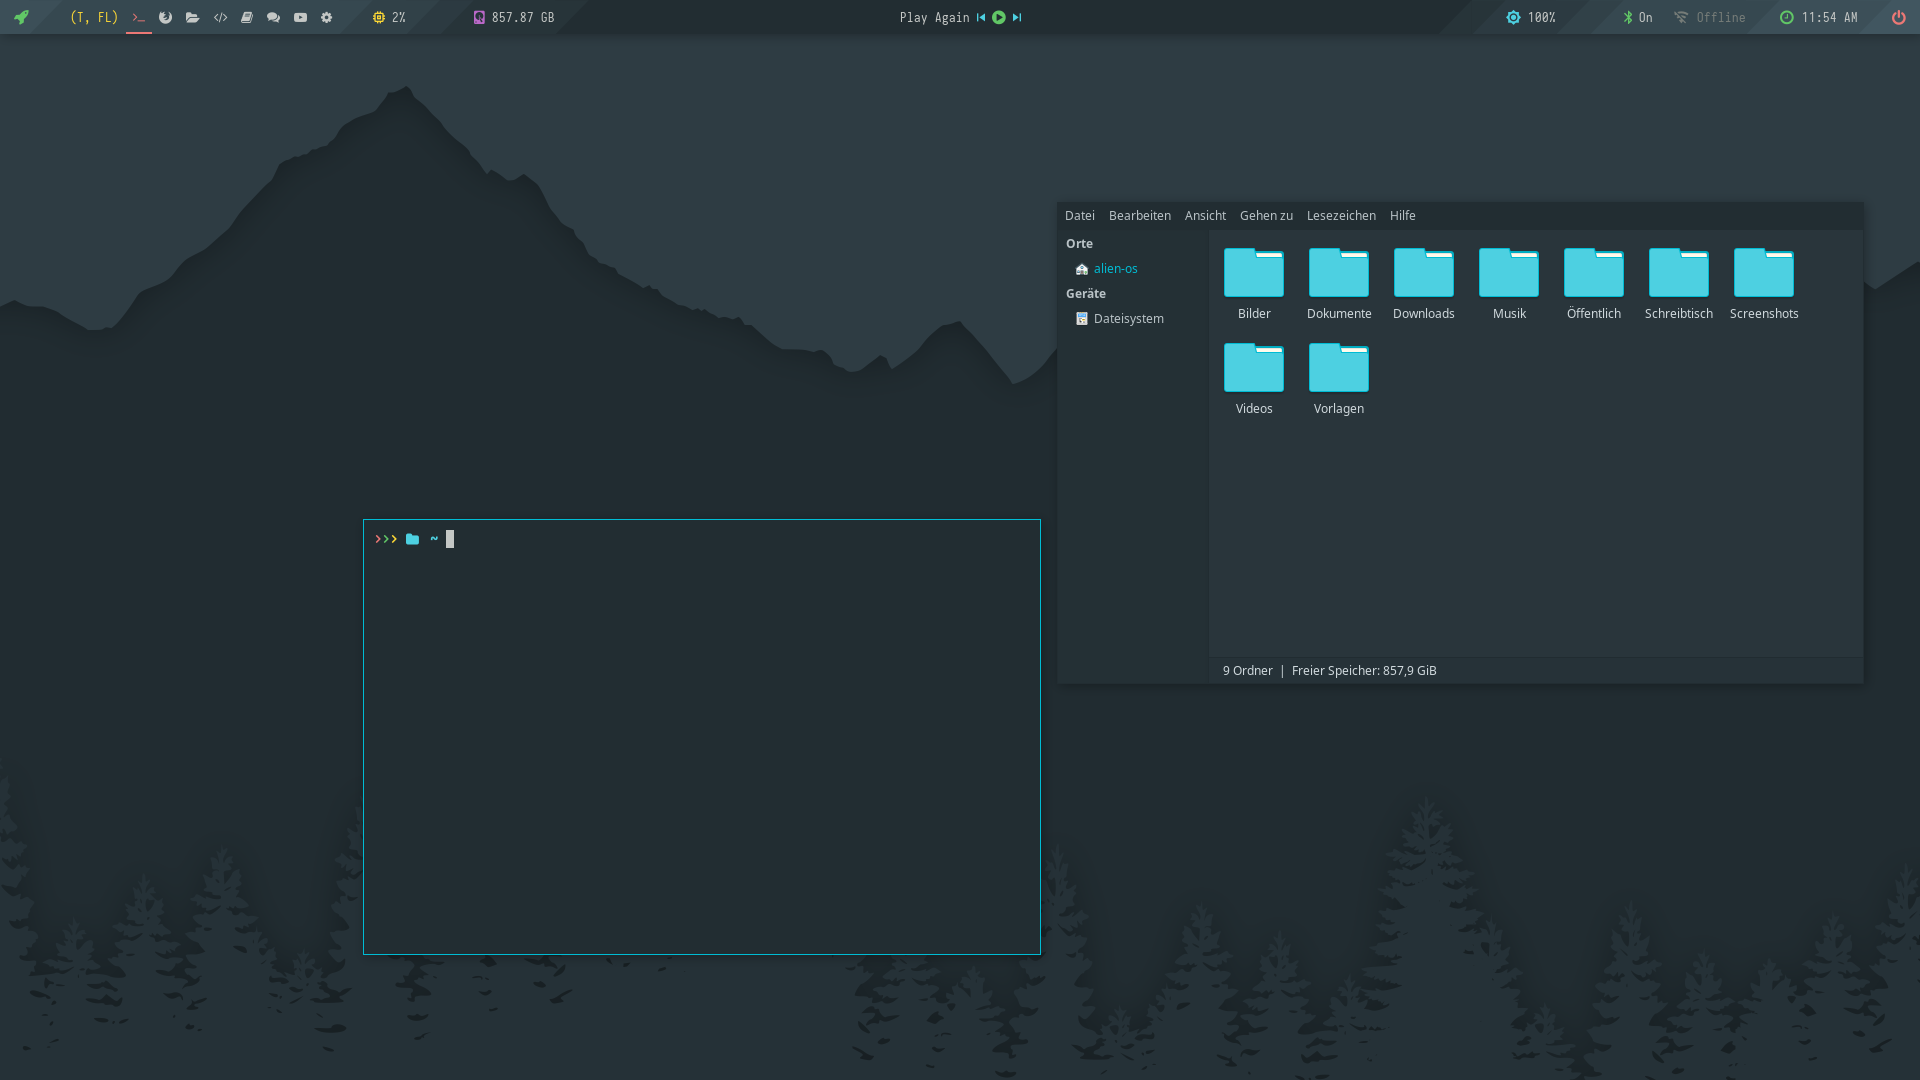 (T, FL) 2% 857.87 GB Play Again 100% On Offline 11:54 AM
Datei Bearbeiten Ansicht Gehen zu Lesezeichen Hilfe
Orte
alien-os
Geräte
Dateisystem
Bilder Dokumente Downloads Musik Öffentlich Schreibtisch Screenshots
Videos Vorlagen
9 Ordner | Freier Speicher: 857,9 GiB
>>> ~